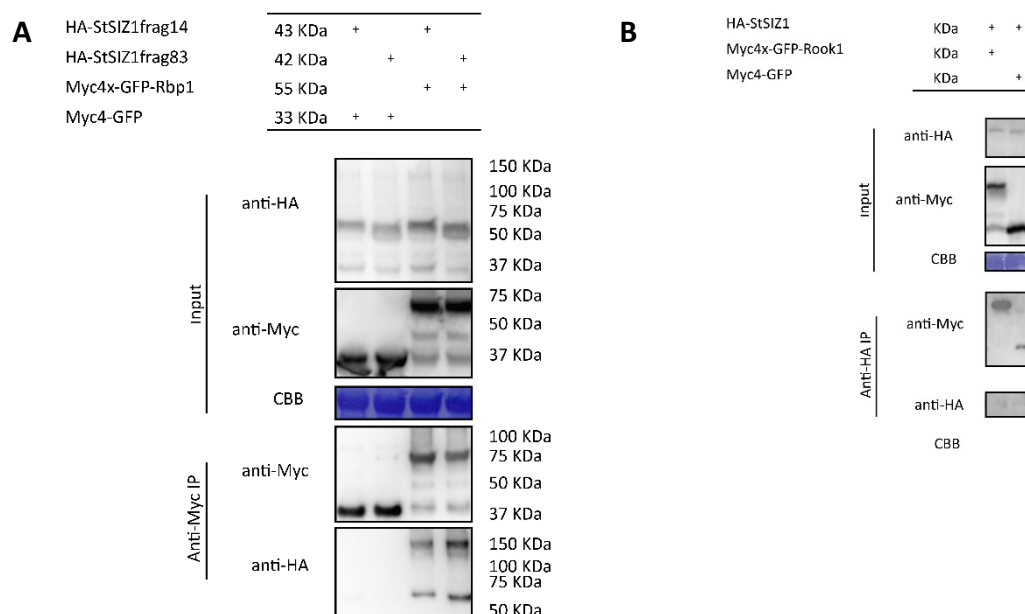 A
HA-StSIZ1frag14 43 KDa + +
HA-StSIZ1frag83 42 KDa + +
Myc4x-GFP-Rbp1 55 KDa + +
Myc4-GFP 33 KDa + +
Input
anti-HA
150 KDa
100 KDa
75 KDa
50 KDa
37 KDa
anti-Myc
75 KDa
50 KDa
37 KDa
CBB
Anti-Myc IP
anti-Myc
100 KDa
75 KDa
50 KDa
37 KDa
anti-HA
150 KDa
100 KDa
75 KDa
50 KDa
B
HA-StSIZ1 KDa + +
Myc4x-GFP-Rook1 KDa +
Myc4-GFP KDa +
Input
anti-HA
anti-Myc
CBB
Anti-HA IP
anti-Myc
anti-HA
CBB